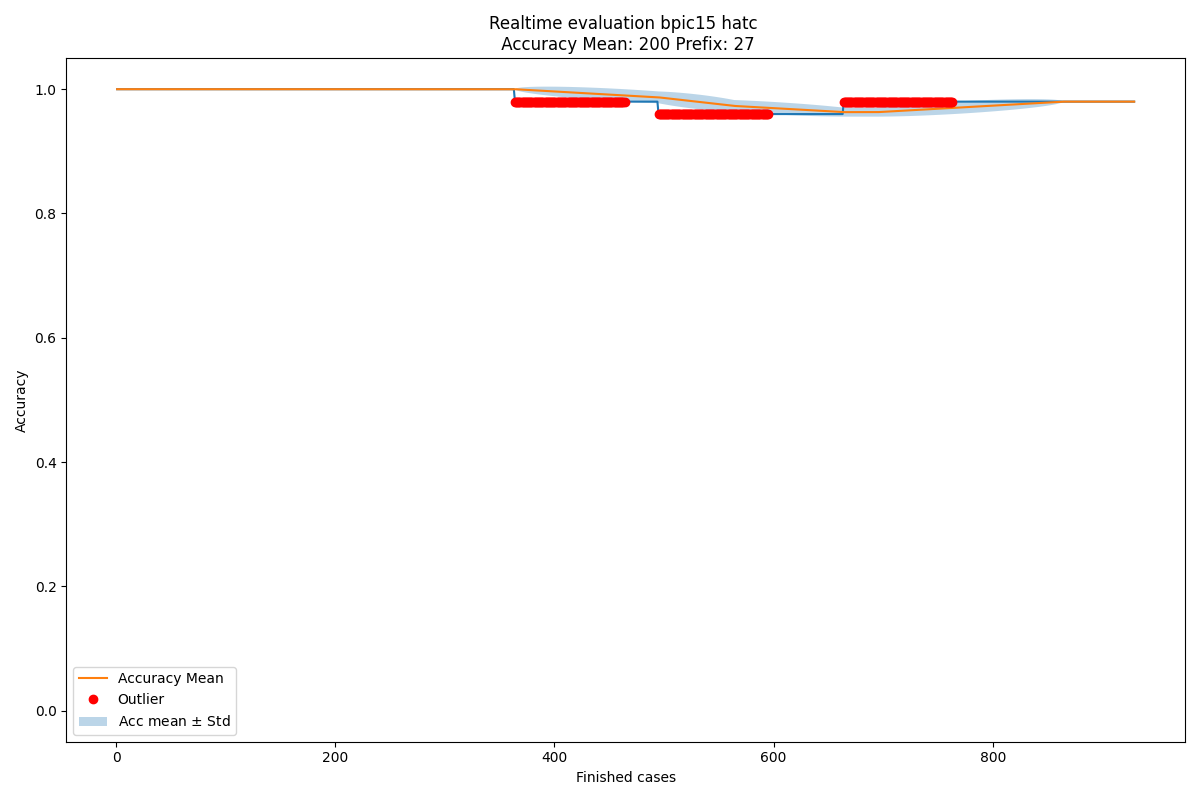 Realtime evaluation bpic15 hatc
Accuracy Mean: 200 Prefix: 27
1.0
0.8
0.6
0.4
0.2
0.0
Accuracy
Accuracy Mean
Outlier
Acc mean ± Std
0 200 400 600 800
Finished cases